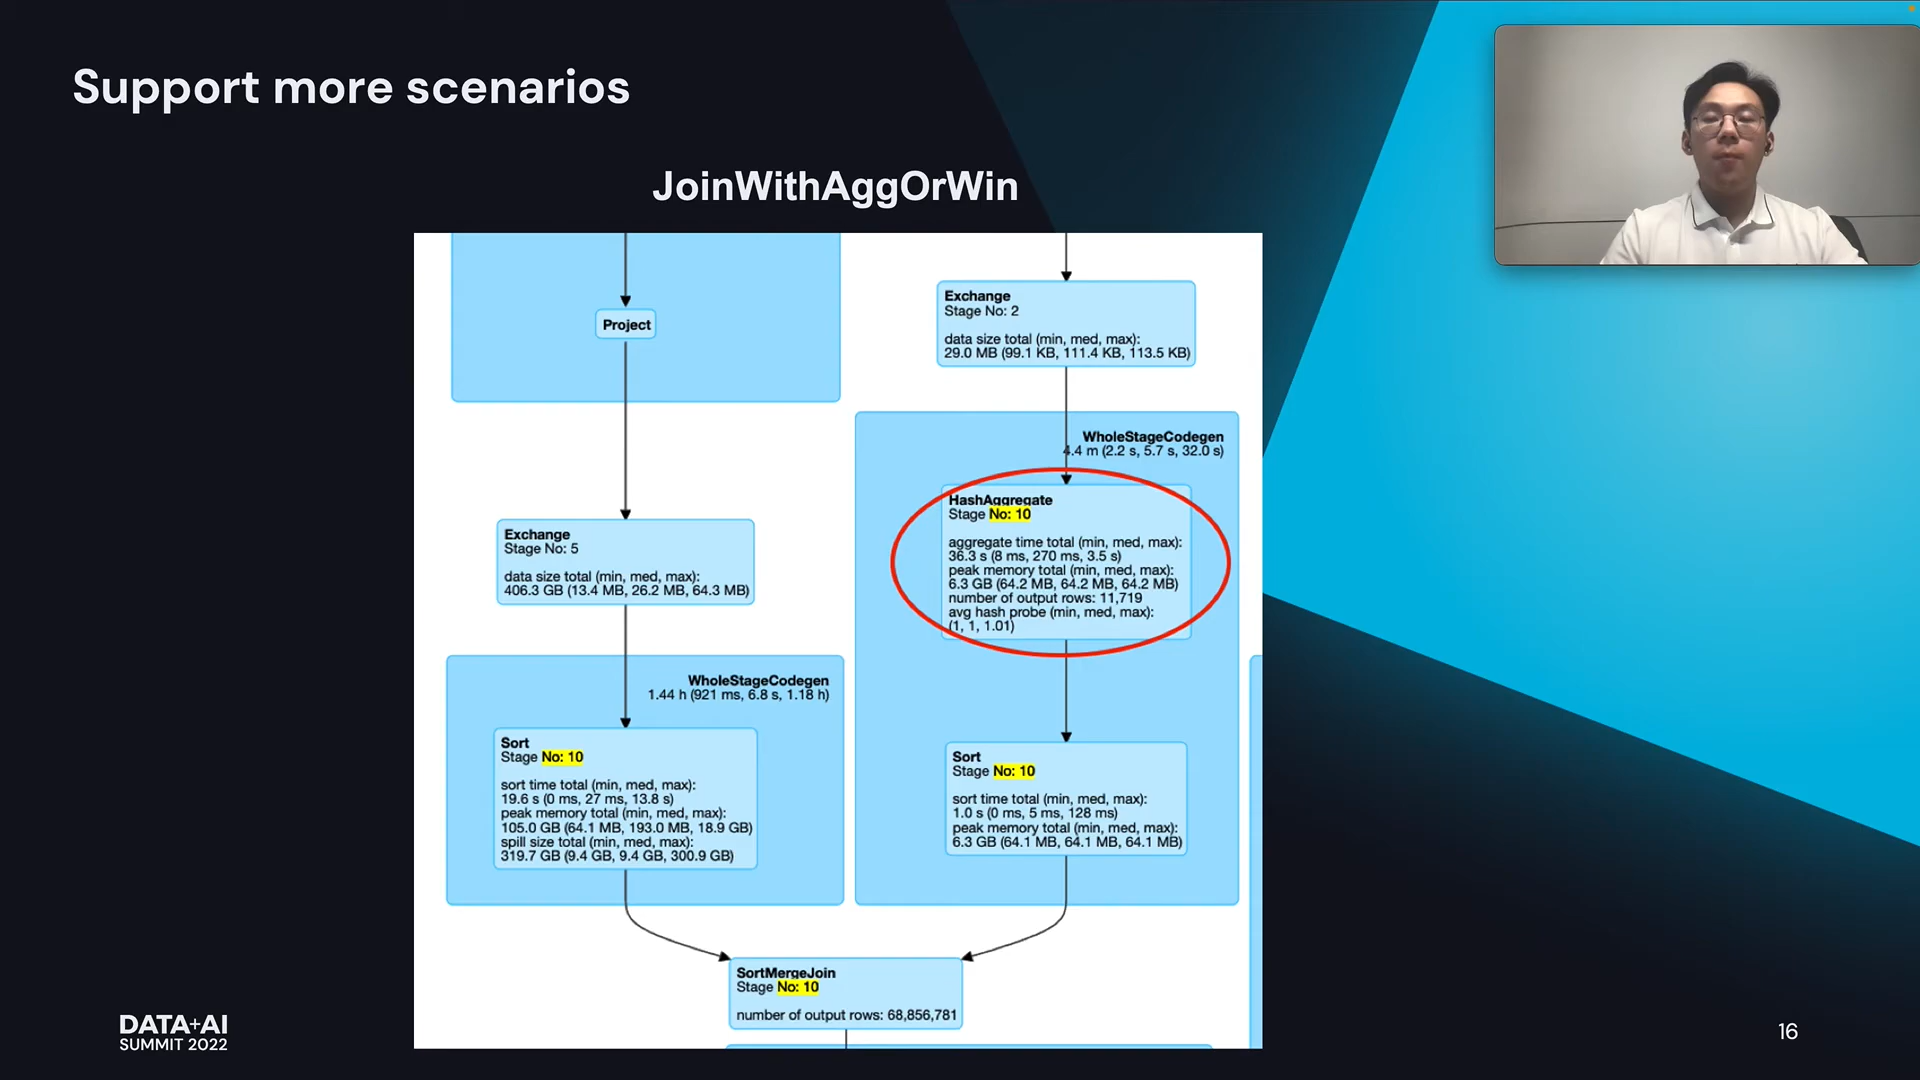 Support more scenarios
JoinWithAggOrWin
Project
Exchange
Stage No: 5
data size total (min, med, max):
406.3 GB (13.4 MB, 26.2 MB, 64.3 MB)
WholeStageCodegen
1.44 h (921 ms, 6.8 s, 1.18 h)
Sort
Stage No: 10
sort time total (min, med, max):
19.6 s (0 ms, 27 ms, 13.8 s)
peak memory total (min, med, max):
105.0 GB (64.1 MB, 193.0 MB, 18.9 GB)
spill size total (min, med, max):
319.7 GB (9.4 GB, 9.4 GB, 300.9 GB)
Exchange
Stage No: 2
data size total (min, med, max):
29.0 MB (99.1 KB, 111.4 KB, 113.5 KB)
WholeStageCodegen
4.4 m (2.2 s, 5.7 s, 32.0 s)
HashAggregate
Stage No: 10
aggregate time total (min, med, max):
36.3 s (8 ms, 270 ms, 3.5 s)
peak memory total (min, med, max):
6.3 GB (64.2 MB, 64.2 MB, 64.2 MB)
number of output rows: 11,719
avg hash probe (min, med, max):
(1, 1, 1.01)
Sort
Stage No: 10
sort time total (min, med, max):
1.0 s (0 ms, 5 ms, 128 ms)
peak memory total (min, med, max):
6.3 GB (64.1 MB, 64.1 MB, 64.1 MB)
SortMergeJoin
Stage No: 10
number of output rows: 68,856,781
DATA+AI
SUMMIT 2022
16